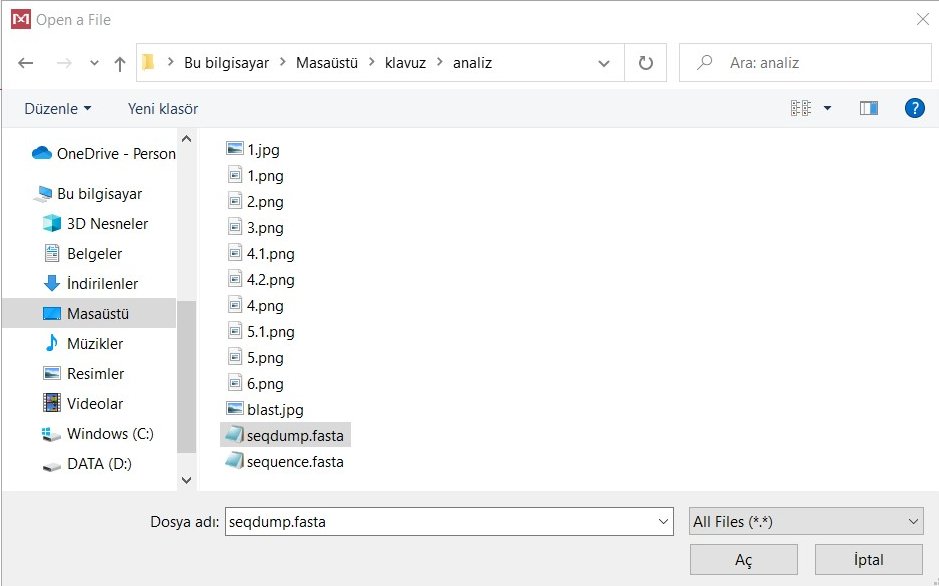 Open a File
Bu bilgisayar > Masaüstü > klavuz > analiz
Ara: analiz
Düzenle
Yeni klasör
OneDrive - Person
Bu bilgisayar
3D Nesneler
Belgeler
İndirilenler
Masaüstü
Müzikler
Resimler
Videolar
Windows (C:)
DATA (D:)
1.jpg
1.png
2.png
3.png
4.1.png
4.2.png
4.png
5.1.png
5.png
6.png
blast.jpg
seqdump.fasta
sequence.fasta
Dosya adı: seqdump.fasta
All Files (*.*)
Aç
İptal